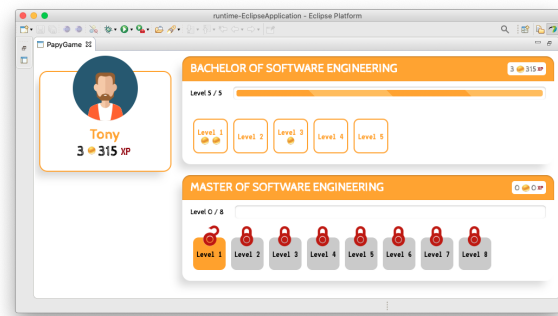 runtime-EclipseApplication - Eclipse Platform
PapyGame
Tony
3 315 XP
BACHELOR OF SOFTWARE ENGINEERING
3 315 XP
Level 5 / 5
Level 1
Level 2
Level 3
Level 4
Level 5
MASTER OF SOFTWARE ENGINEERING
0 0 XP
Level 0 / 8
Level 1
Level 2
Level 3
Level 4
Level 5
Level 6
Level 7
Level 8